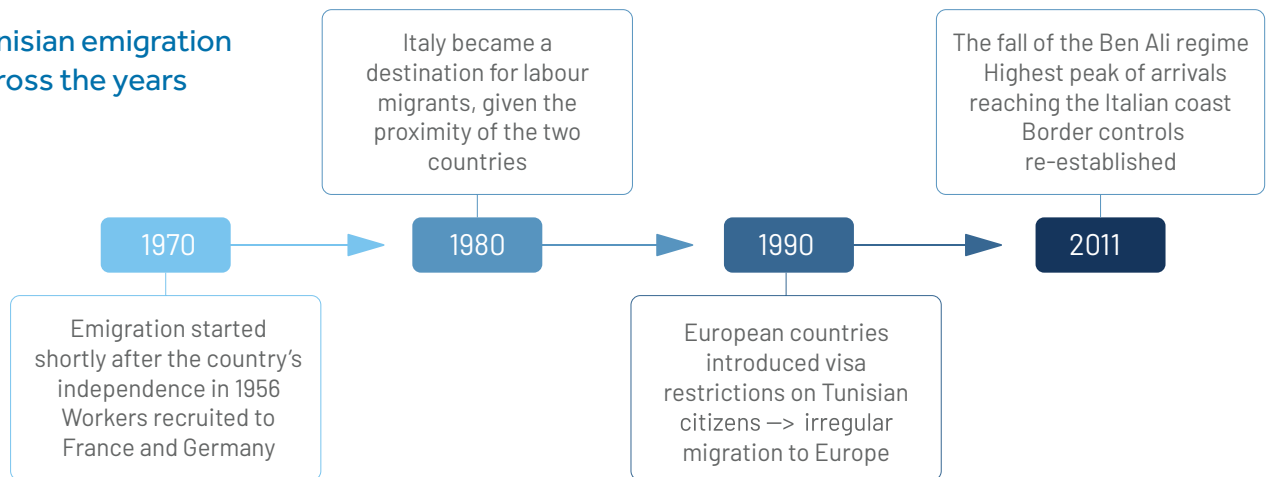 nisian emigration
ross the years
Italy became a
destination for labour
migrants, given the
proximity of the two
countries
The fall of the Ben Ali regime
Highest peak of arrivals
reaching the Italian coast
Border controls
re-established
1970
1980
1990
2011
Emigration started
shortly after the country's
independence in 1956
Workers recruited to
France and Germany
European countries
introduced visa
restrictions on Tunisian
citizens —> irregular
migration to Europe